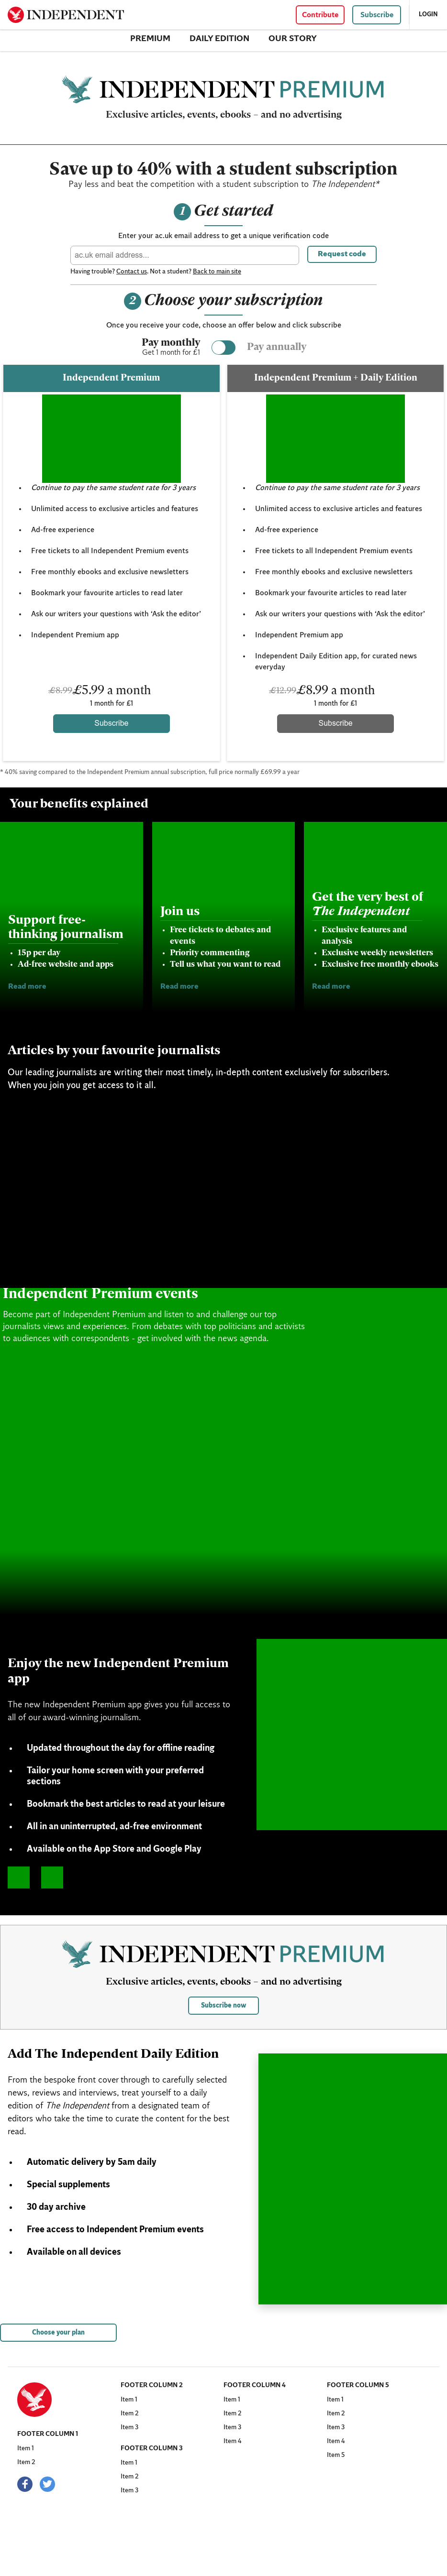 INDEPENDENT
Contribute
Subscribe
LOGIN
PREMIUM DAILY EDITION OUR STORY
INDEPENDENT PREMIUM
Exclusive articles, events, ebooks – and no advertising
Save up to 40% with a student subscription
Pay less and beat the competition with a student subscription to The Independent*
1 Get started
Enter your ac.uk email address to get a unique verification code
ac.uk email address...
Request code
Having trouble? Contact us. Not a student? Back to main site
2 Choose your subscription
Once you receive your code, choose an offer below and click subscribe
Pay monthly
Get 1 month for £1
Pay annually
Independent Premium
• Continue to pay the same student rate for 3 years
• Unlimited access to exclusive articles and features
• Ad-free experience
• Free tickets to all Independent Premium events
• Free monthly ebooks and exclusive newsletters
• Bookmark your favourite articles to read later
• Ask our writers your questions with ‘Ask the editor’
• Independent Premium app
£8.99 £5.99 a month
1 month for £1
Subscribe
Independent Premium + Daily Edition
• Continue to pay the same student rate for 3 years
• Unlimited access to exclusive articles and features
• Ad-free experience
• Free tickets to all Independent Premium events
• Free monthly ebooks and exclusive newsletters
• Bookmark your favourite articles to read later
• Ask our writers your questions with ‘Ask the editor’
• Independent Premium app
• Independent Daily Edition app, for curated news
everyday
£12.99 £8.99 a month
1 month for £1
Subscribe
* 40% saving compared to the Independent Premium annual subscription, full price normally £69.99 a year
Your benefits explained
Support free-
thinking journalism
• 15p per day
• Ad-free website and apps
Read more
Join us
• Free tickets to debates and
events
• Priority commenting
• Tell us what you want to read
Read more
Get the very best of
The Independent
• Exclusive features and
analysis
• Exclusive weekly newsletters
• Exclusive free monthly ebooks
Read more
Articles by your favourite journalists
Our leading journalists are writing their most timely, in-depth content exclusively for subscribers.
When you join you get access to it all.
Independent Premium events
Become part of Independent Premium and listen to and challenge our top
journalists views and experiences. From debates with top politicians and activists
to audiences with correspondents - get involved with the news agenda.
Enjoy the new Independent Premium
app
The new Independent Premium app gives you full access to
all of our award-winning journalism.
• Updated throughout the day for offline reading
• Tailor your home screen with your preferred
sections
• Bookmark the best articles to read at your leisure
• All in an uninterrupted, ad-free environment
• Available on the App Store and Google Play
INDEPENDENT PREMIUM
Exclusive articles, events, ebooks – and no advertising
Subscribe now
Add The Independent Daily Edition
From the bespoke front cover through to carefully selected
news, reviews and interviews, treat yourself to a daily
edition of The Independent from a designated team of
editors who take the time to curate the content for the best
read.
• Automatic delivery by 5am daily
• Special supplements
• 30 day archive
• Free access to Independent Premium events
• Available on all devices
Choose your plan
FOOTER COLUMN 1
Item 1
Item 2
FOOTER COLUMN 2
Item 1
Item 2
Item 3
FOOTER COLUMN 3
Item 1
Item 2
Item 3
FOOTER COLUMN 4
Item 1
Item 2
Item 3
Item 4
FOOTER COLUMN 5
Item 1
Item 2
Item 3
Item 4
Item 5